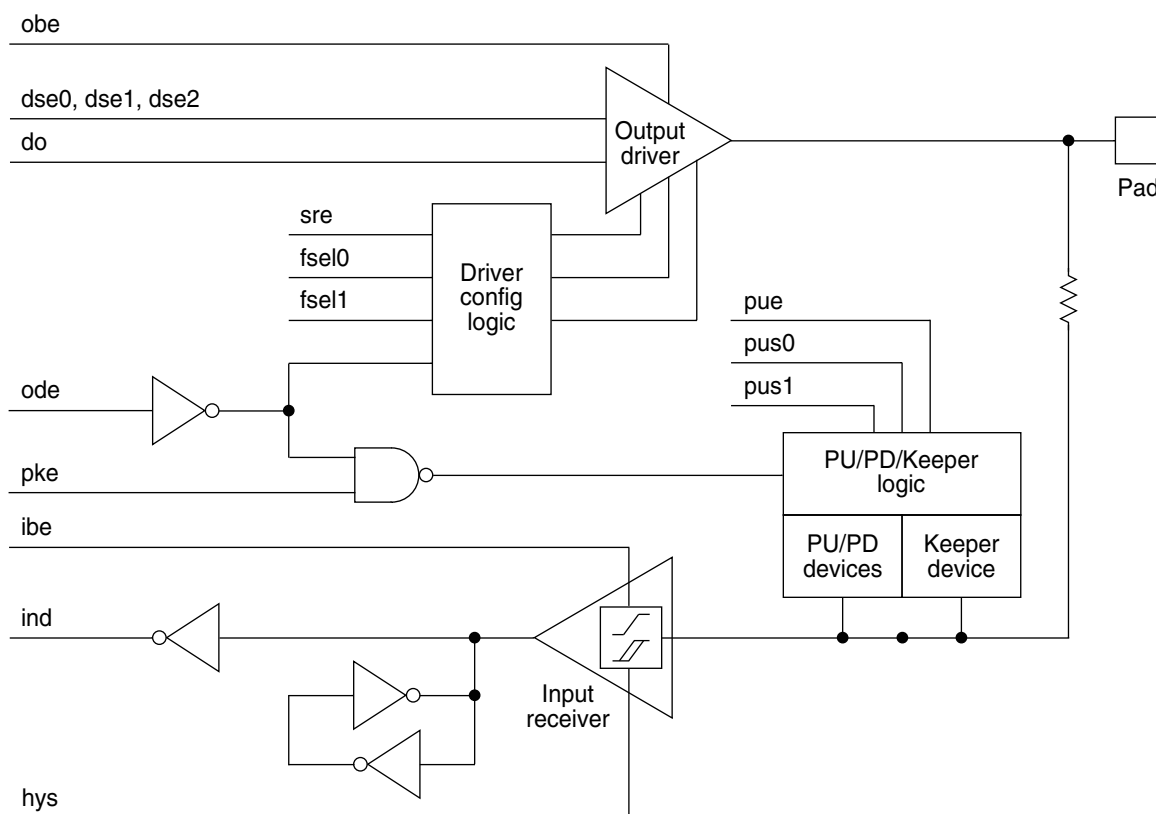 obe
dse0, dse1, dse2
do
Output
driver
Pad
sre
fsel0
fsel1
Driver
config
logic
pue
pus0
pus1
ode
pke
PU/PD/Keeper
logic
ibe
PU/PD
devices
Keeper
device
ind
Input
receiver
hys